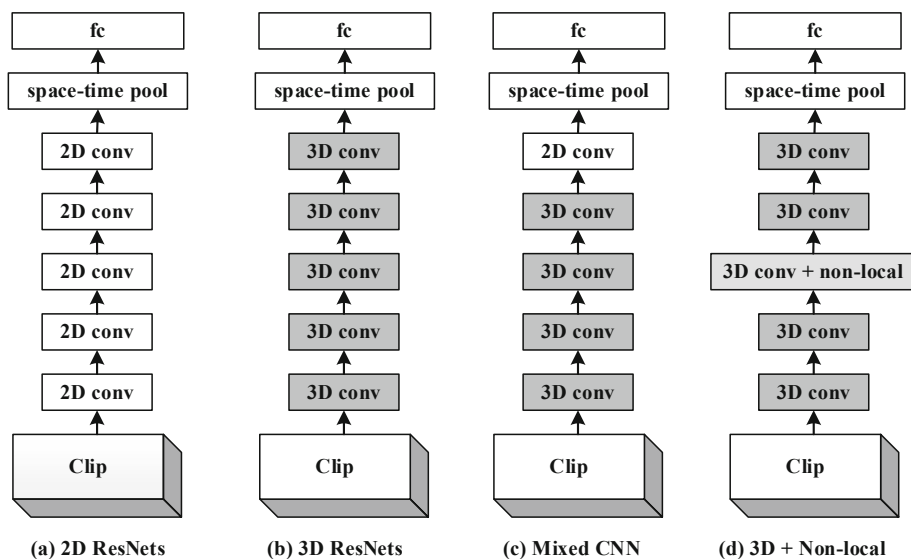 fc
space-time pool
2D conv
2D conv
2D conv
2D conv
2D conv
Clip
(a) 2D ResNets
fc
space-time pool
3D conv
3D conv
3D conv
3D conv
3D conv
Clip
(b) 3D ResNets
fc
space-time pool
2D conv
3D conv
3D conv
3D conv
3D conv
Clip
(c) Mixed CNN
fc
space-time pool
3D conv
3D conv
3D conv + non-local
3D conv
3D conv
Clip
(d) 3D + Non-local